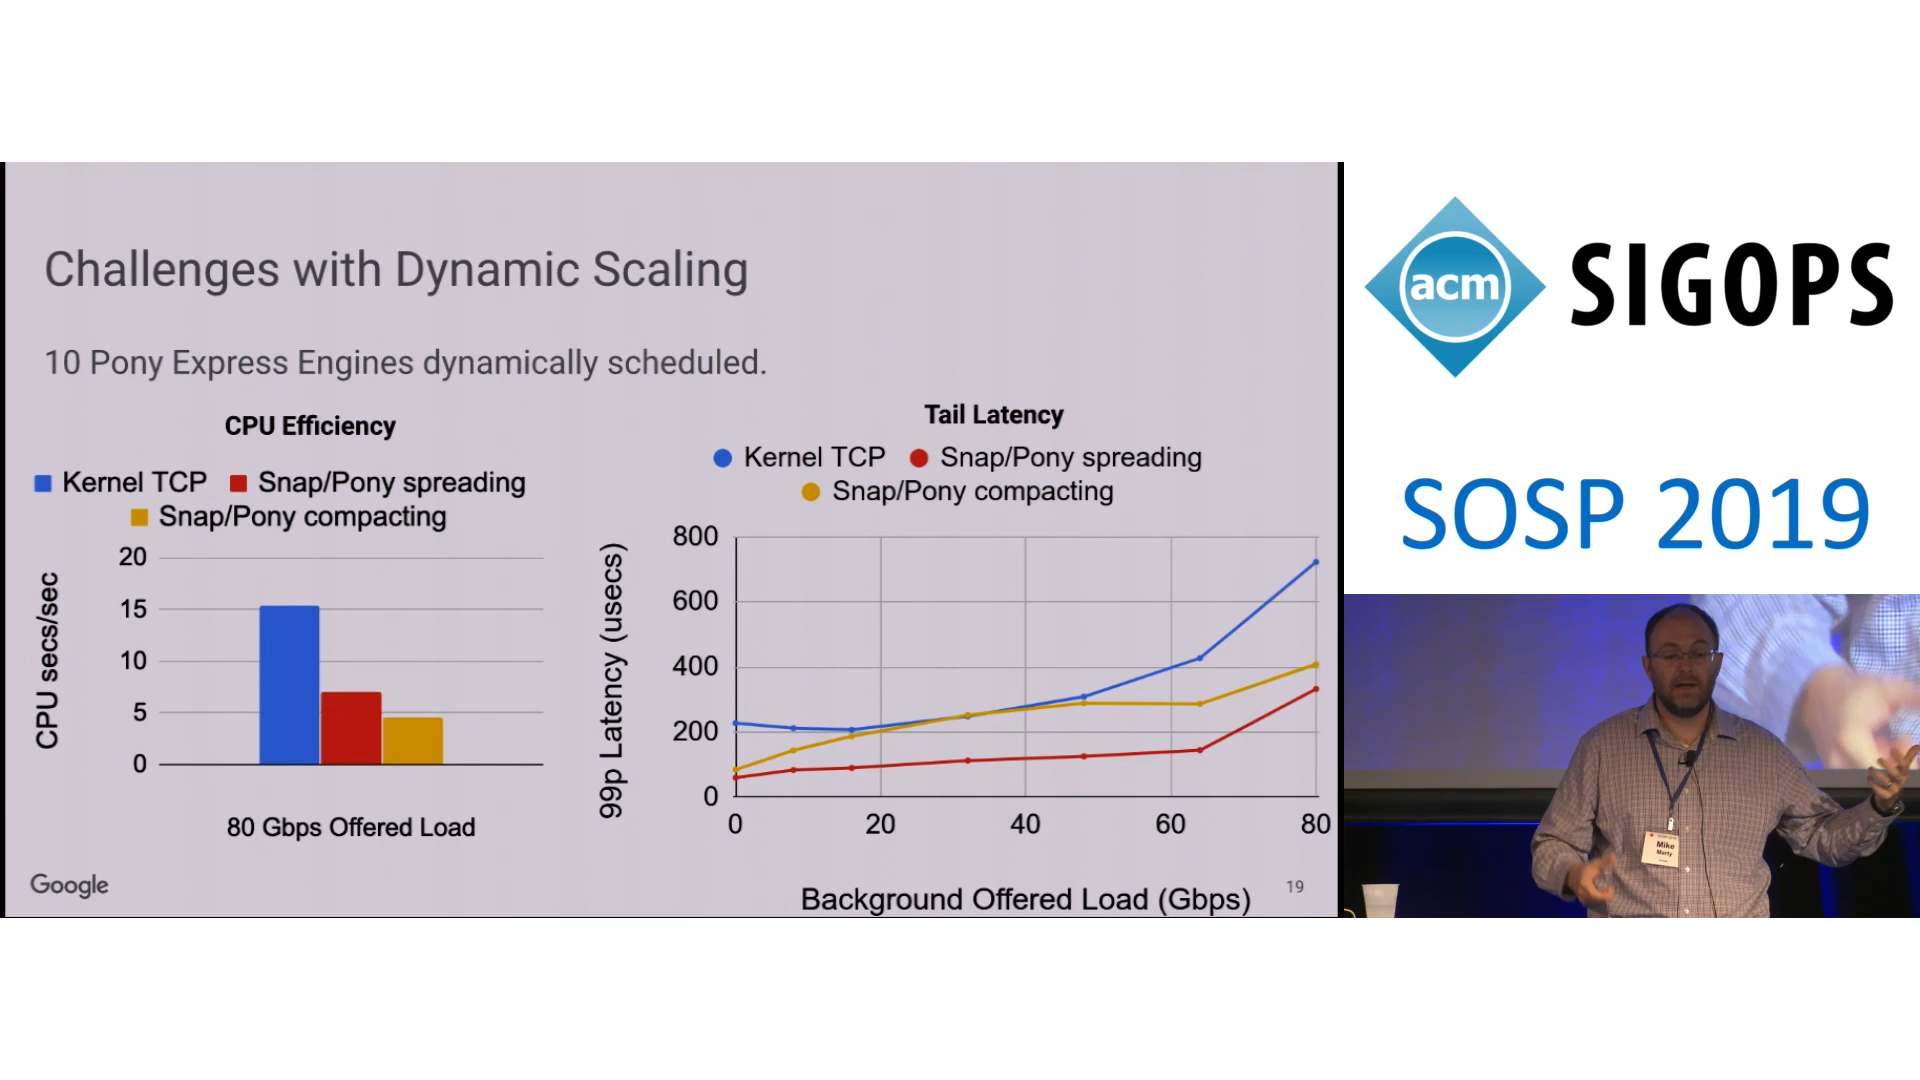 Challenges with Dynamic Scaling
10 Pony Express Engines dynamically scheduled.
CPU Efficiency
Kernel TCP Snap/Pony spreading
Snap/Pony compacting
CPU secs/sec
20
15
10
5
0
80 Gbps Offered Load
Tail Latency
Kernel TCP Snap/Pony spreading
Snap/Pony compacting
99p Latency (usecs)
800
600
400
200
0
0 20 40 60 80
Background Offered Load (Gbps)
Google
19
acm SIGOPS
SOSP 2019
Mike
Marty